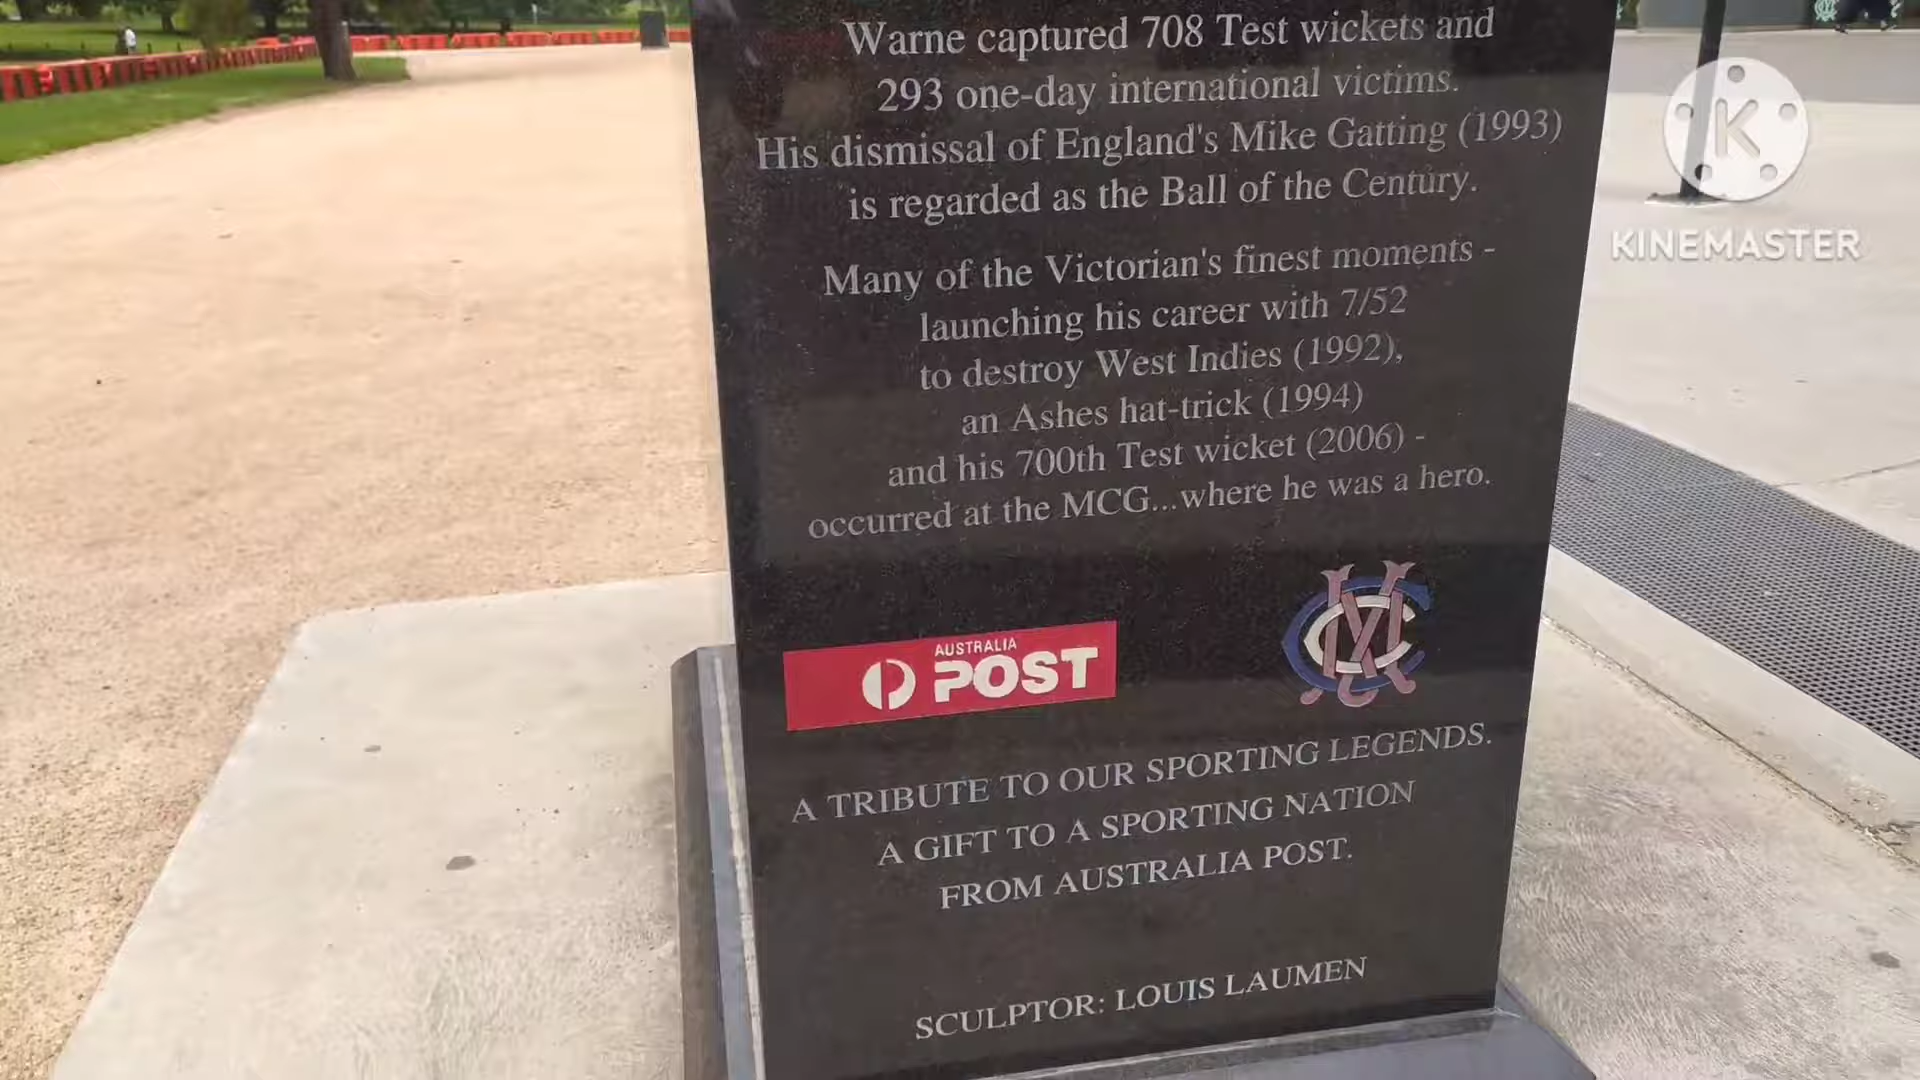 Warne captured 708 Test wickets and
293 one-day international victims.
His dismissal of England's Mike Gatting (1993)
is regarded as the Ball of the Century.
Many of the Victorian's finest moments -
launching his career with 7/52
to destroy West Indies (1992),
an Ashes hat-trick (1994)
and his 700th Test wicket (2006) -
occurred at the MCG...where he was a hero.
AUSTRALIA
POST
MCC
A TRIBUTE TO OUR SPORTING LEGENDS.
A GIFT TO A SPORTING NATION
FROM AUSTRALIA POST.
SCULPTOR: LOUIS LAUMEN
K
KINEMASTER